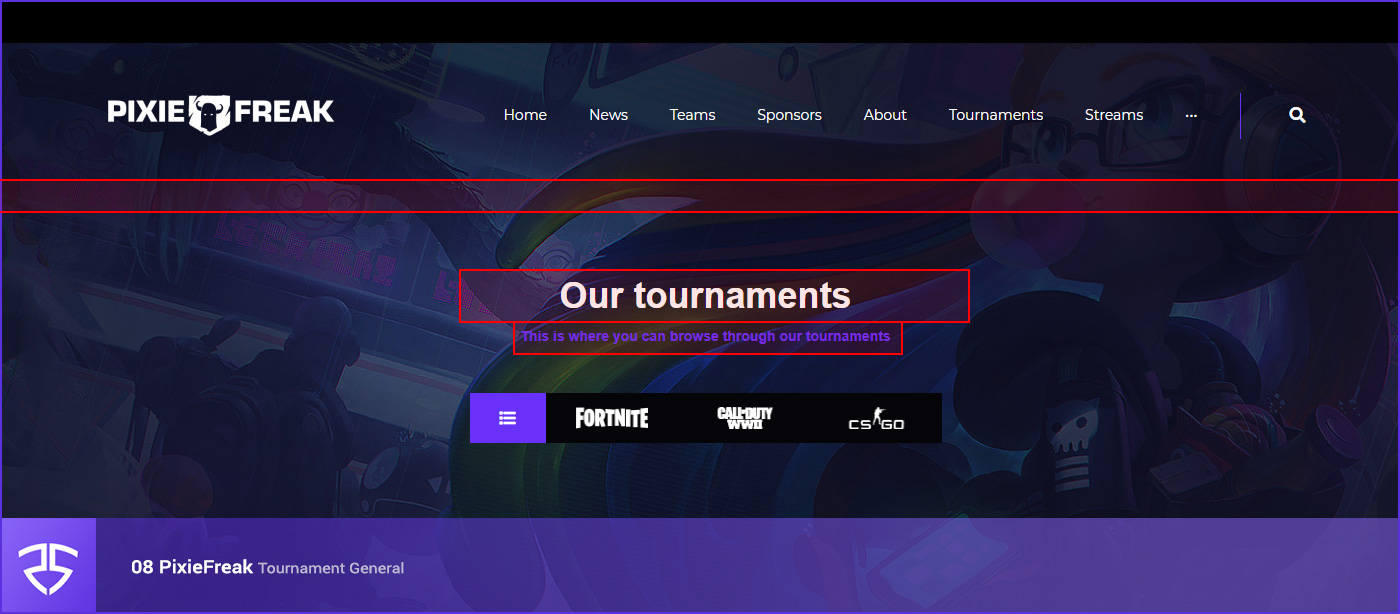 PIXIE FREAK
Home News Teams Sponsors About Tournaments Streams ...
Our tournaments
This is where you can browse through our tournaments
FORTNITE CALL OF DUTY WWII CS GO
08 PixieFreak Tournament General